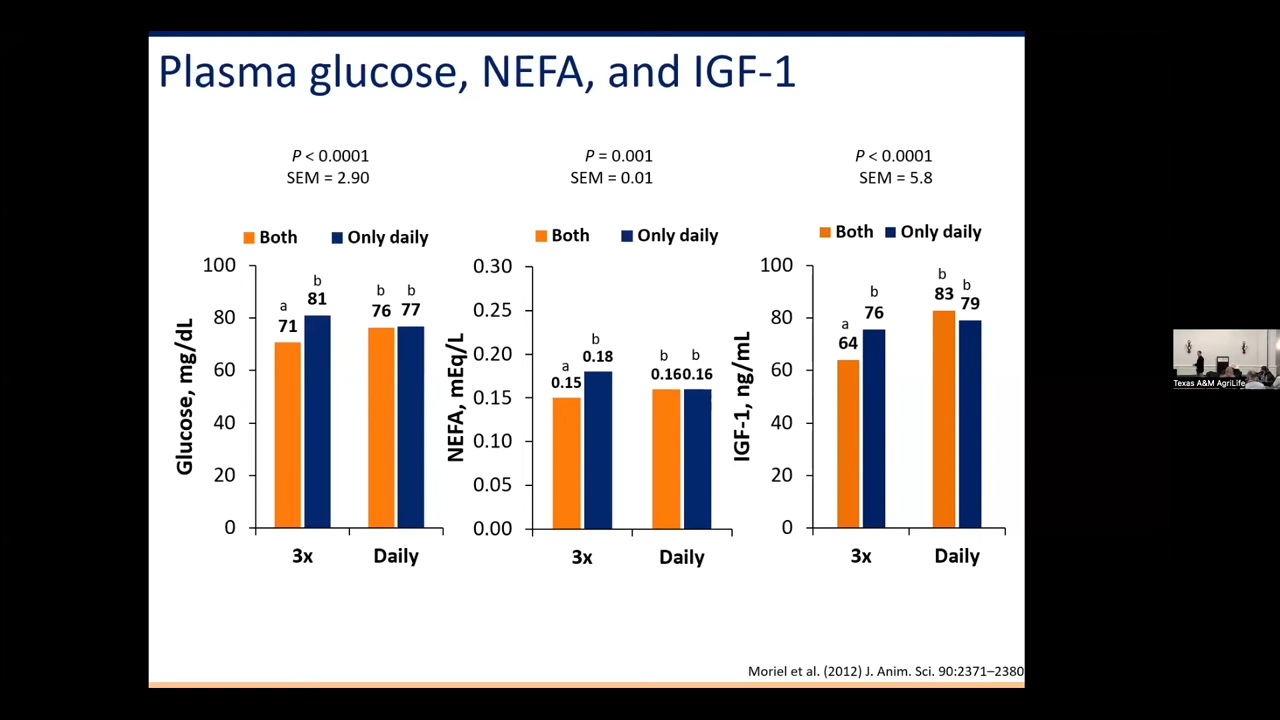 Plasma glucose, NEFA, and IGF-1
P < 0.0001
SEM = 2.90
Both
Only daily
100
80
60
40
20
0
Glucose, mg/dL
a
71
b
81
b
76
b
77
3x
Daily
P = 0.001
SEM = 0.01
Both
Only daily
0.30
0.25
0.20
0.15
0.10
0.05
0.00
NEFA, mEq/L
a
0.15
b
0.18
b
0.16
b
0.16
3x
Daily
P < 0.0001
SEM = 5.8
Both
Only daily
100
80
60
40
20
0
IGF-1, ng/mL
a
64
b
76
b
83
b
79
3x
Daily
Texas A&M AgriLife
Moriel et al. (2012) J. Anim. Sci. 90:2371–2380